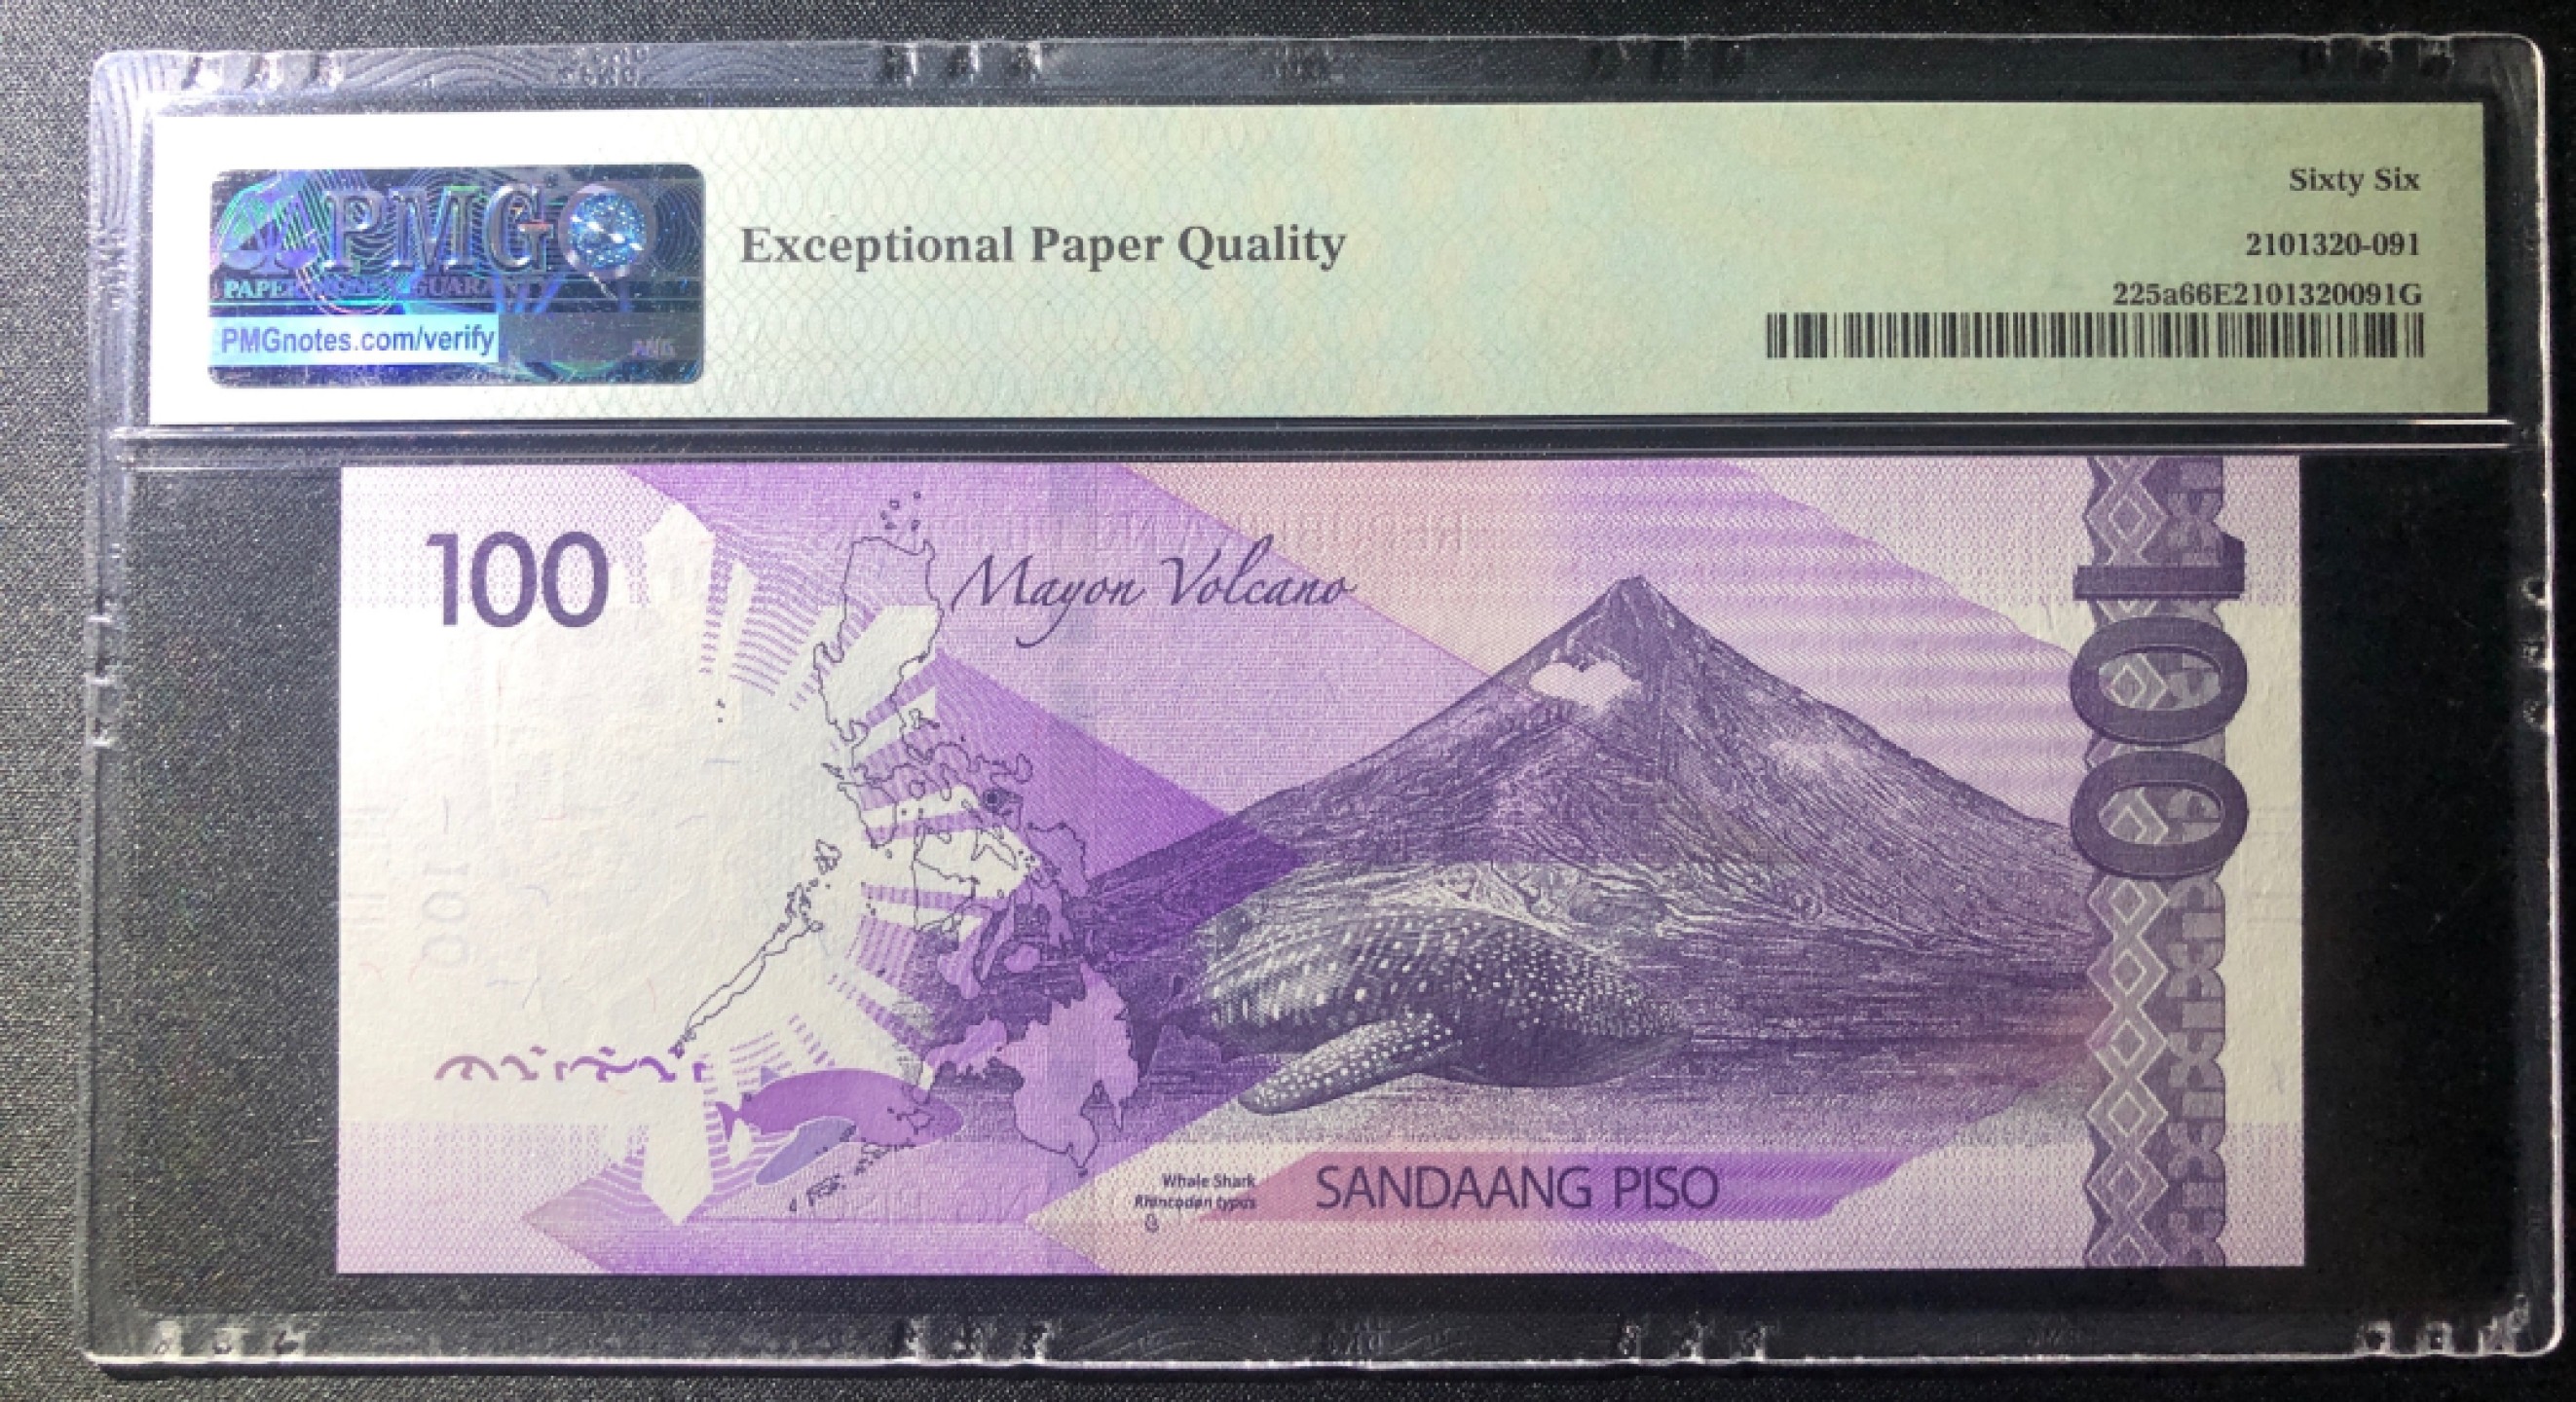 PMG
PAPER MONEY GUARANTY
PMGnotes.com/verify
Exceptional Paper Quality
Sixty Six
2101320-091
225a66E2101320091G
100
Mayon Volcano
100
Whale Shark
Rhincodon typus
SANDAANG PISO